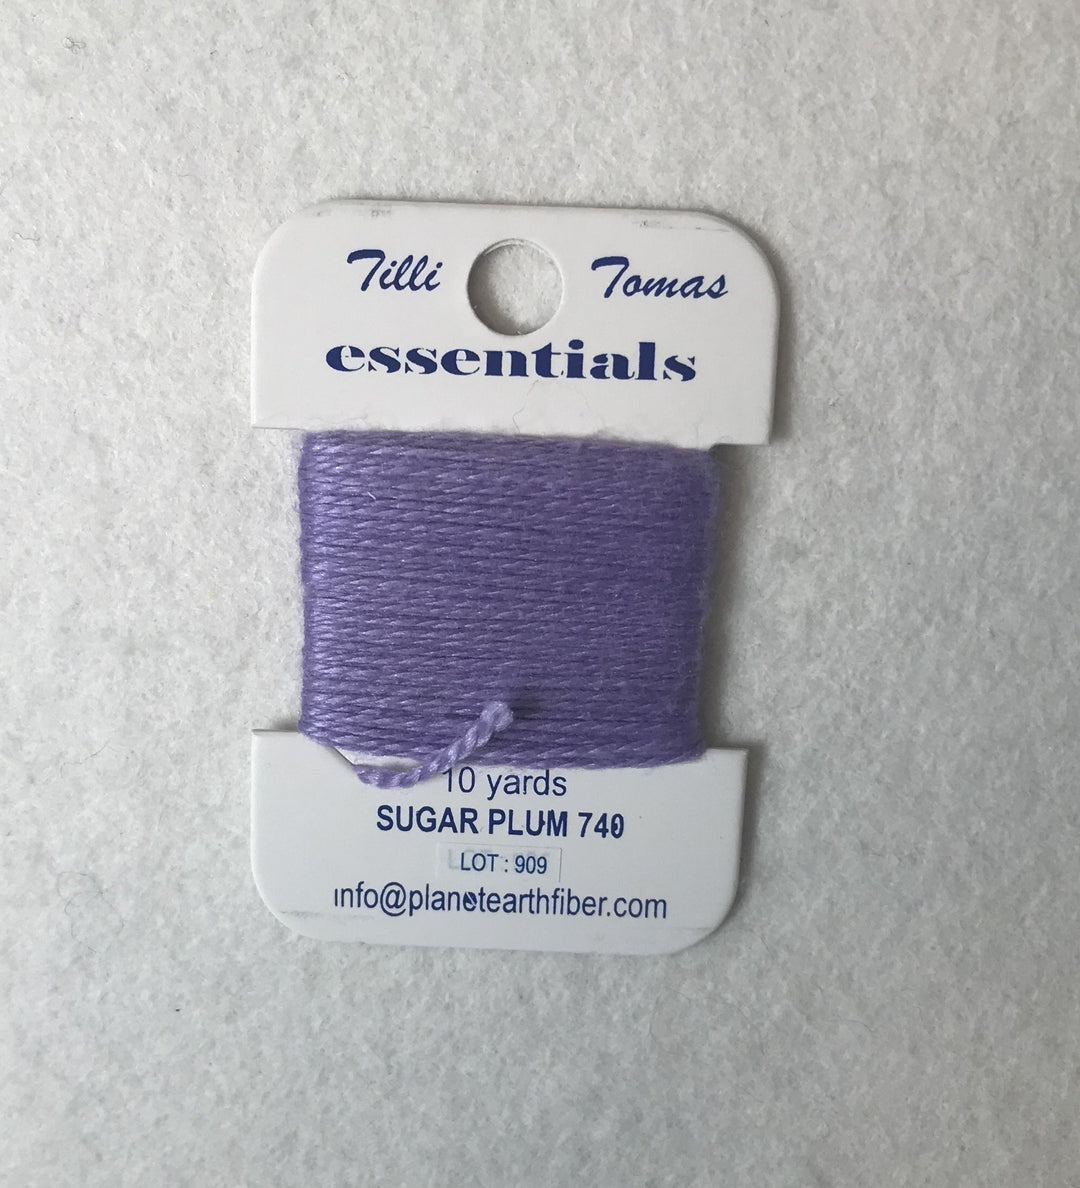 Tilli Tomas
essentials
10 yards
SUGAR PLUM 740
LOT : 909
info@planetearthfiber.com